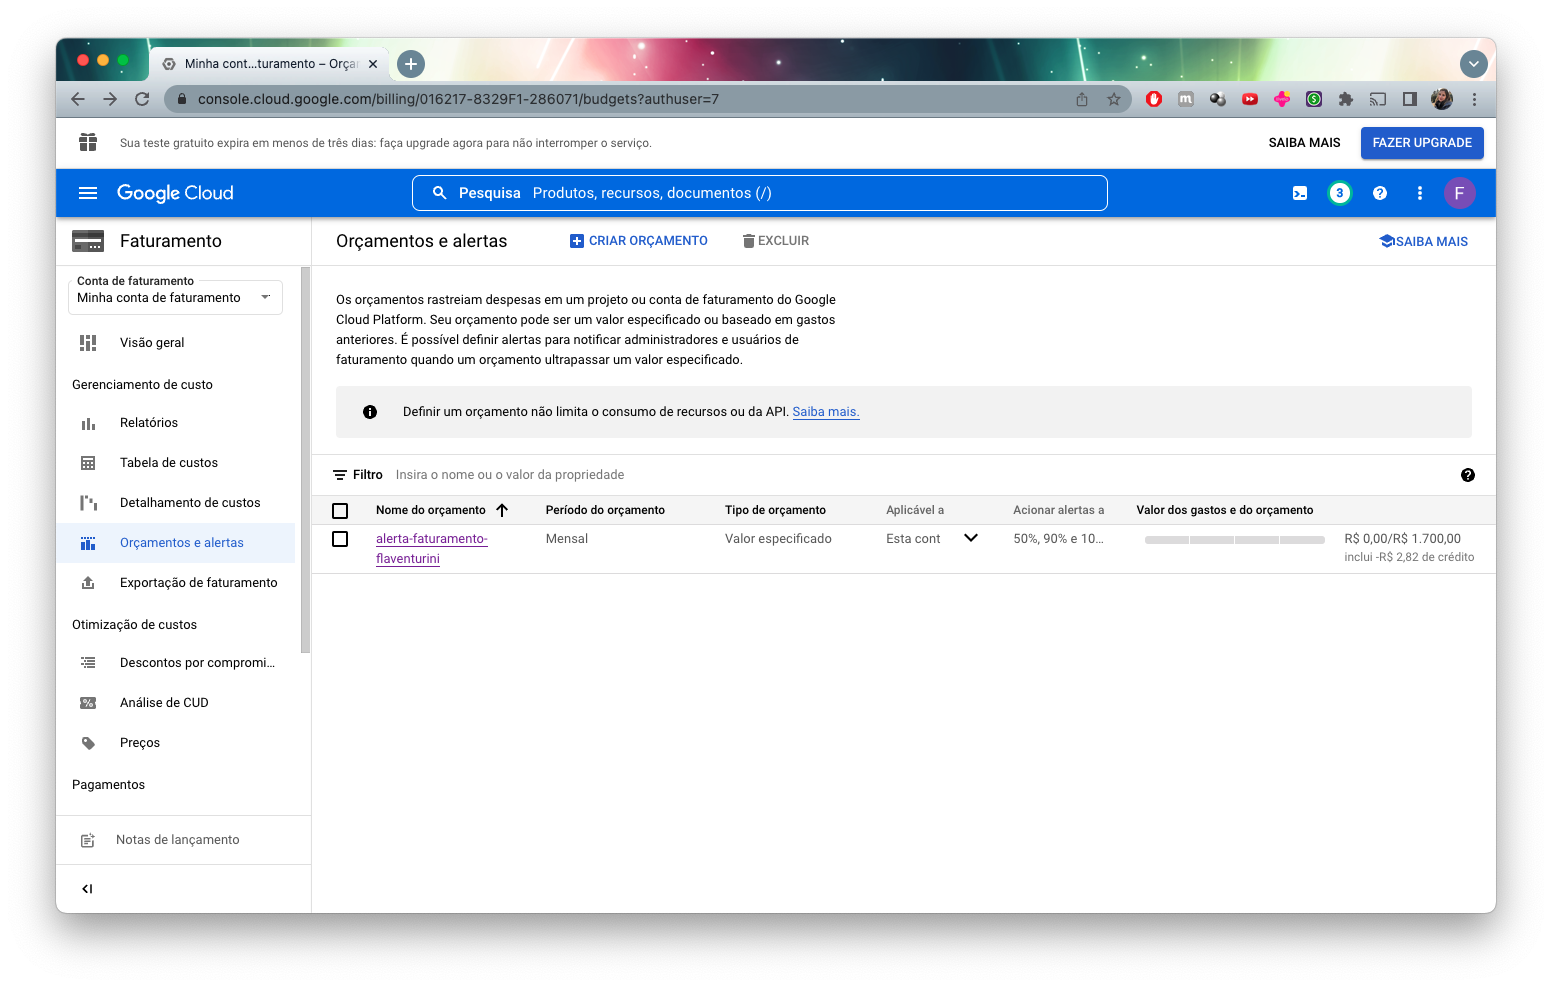 Minha cont...turamento – Orçar
console.cloud.google.com/billing/016217-8329F1-286071/budgets?authuser=7
Sua teste gratuito expira em menos de três dias: faça upgrade agora para não interromper o serviço.
SAIBA MAIS
FAZER UPGRADE
Google Cloud
Pesquisa Produtos, recursos, documentos (/)
3
F
Faturamento
Orçamentos e alertas
CRIAR ORÇAMENTO
EXCLUIR
SAIBA MAIS
Conta de faturamento
Minha conta de faturamento
Visão geral
Gerenciamento de custo
Relatórios
Tabela de custos
Detalhamento de custos
Orçamentos e alertas
Exportação de faturamento
Otimização de custos
Descontos por compromi...
Análise de CUD
Preços
Pagamentos
Notas de lançamento
Os orçamentos rastreiam despesas em um projeto ou conta de faturamento do Google
Cloud Platform. Seu orçamento pode ser um valor especificado ou baseado em gastos
anteriores. É possível definir alertas para notificar administradores e usuários de
faturamento quando um orçamento ultrapassar um valor especificado.
Definir um orçamento não limita o consumo de recursos ou da API. Saiba mais.
Filtro Insira o nome ou o valor da propriedade
Nome do orçamento Período do orçamento Tipo de orçamento Aplicável a Acionar alertas a Valor dos gastos e do orçamento
alerta-faturamento- Mensal Valor especificado Esta cont 50%, 90% e 10... R$ 0,00/R$ 1.700,00
flaventurini inclui -R$ 2,82 de crédito